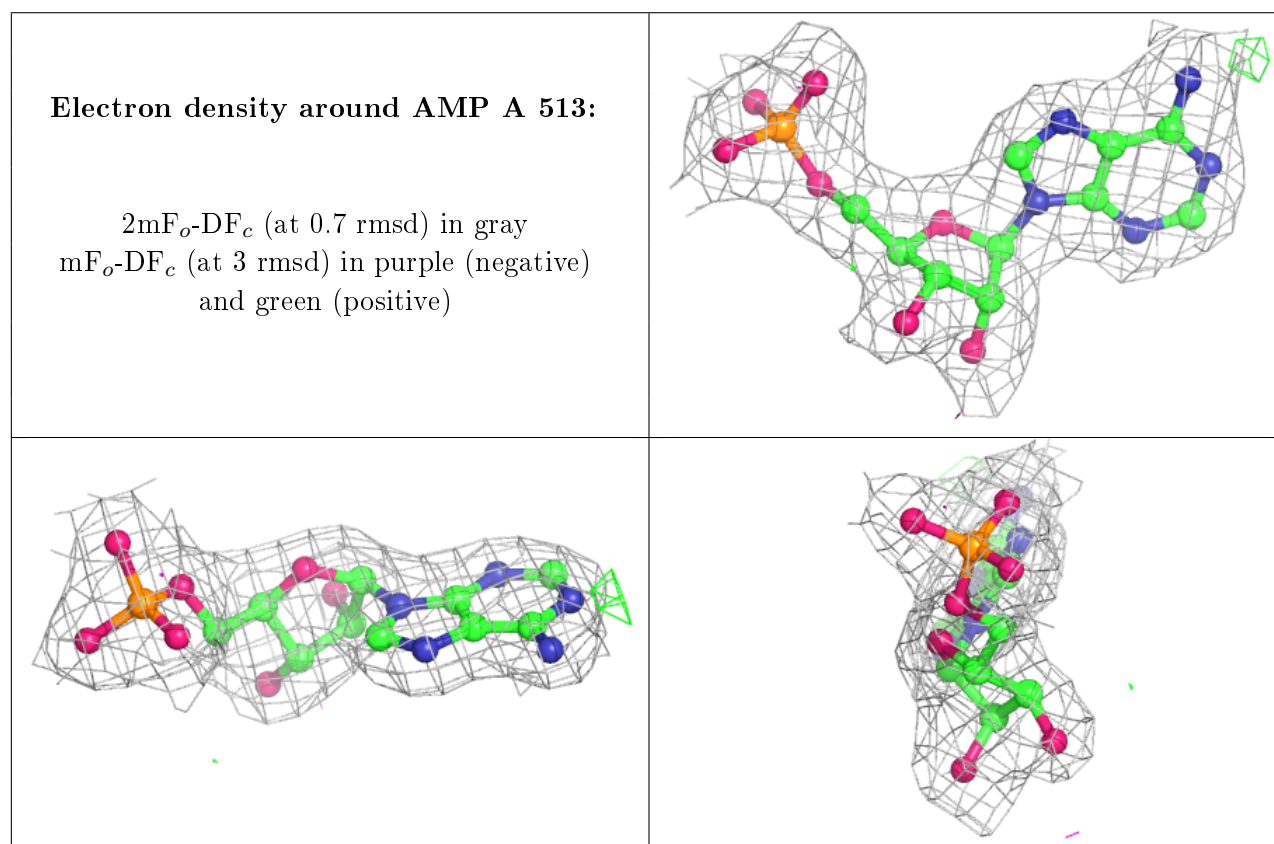 Electron density around AMP A 513:
2mFo-DFc (at 0.7 rmsd) in gray
mFo-DFc (at 3 rmsd) in purple (negative)
and green (positive)